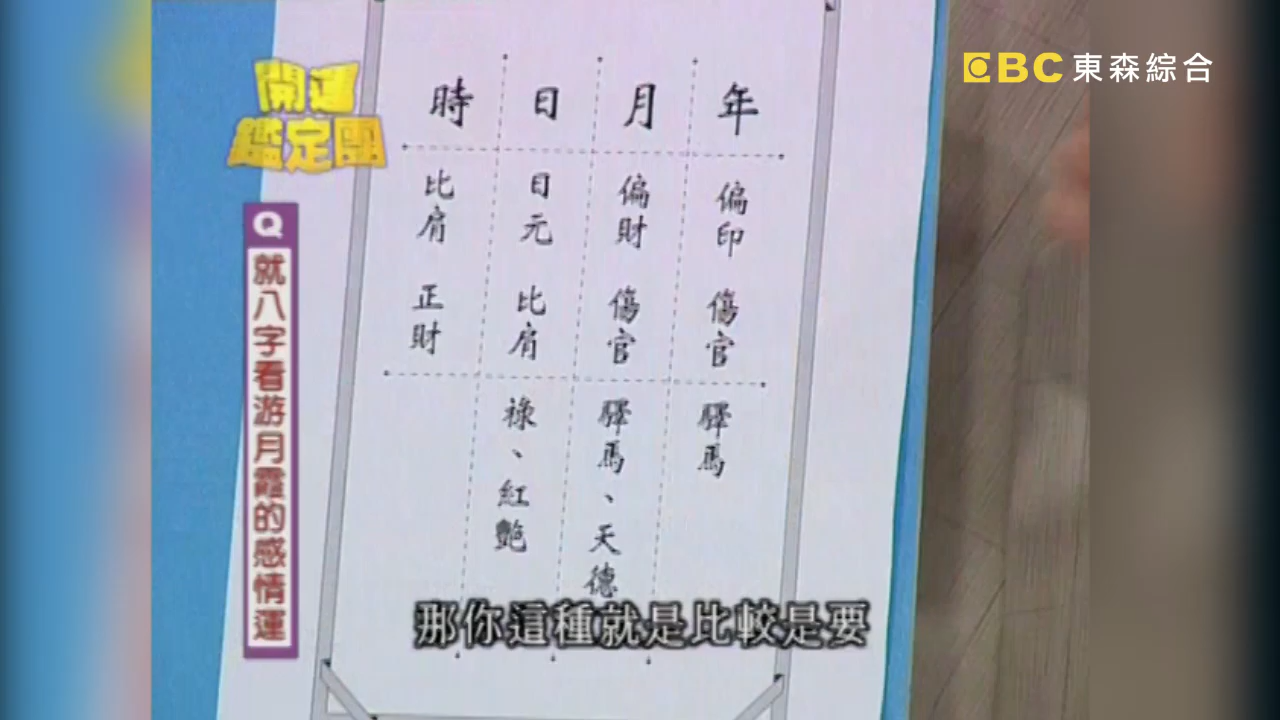 EBC 東森綜合
開運
鑑定團
Q
就八字看游月霞的感情運
年 偏印 傷官 驛馬
月 偏財 傷官 驛馬、天德
日 日元 比肩 祿、紅艷
時 比肩 正財
那你這種就是比較是要